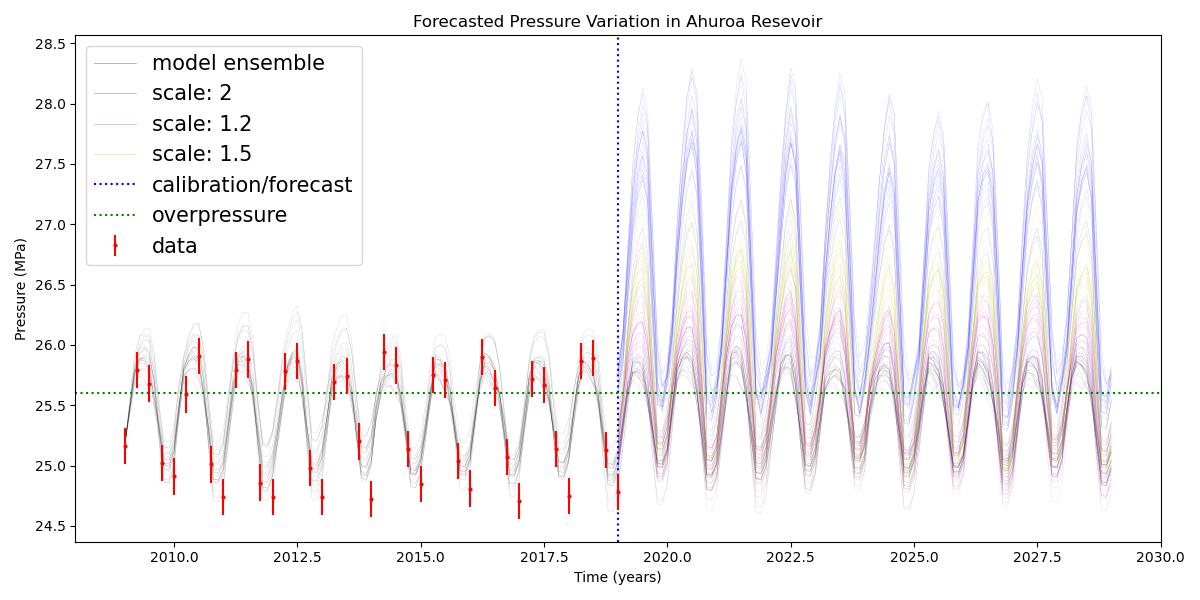 Forecasted Pressure Variation in Ahuroa Resevoir
28.5
28.0
27.5
27.0
26.5
26.0
25.5
25.0
24.5
Pressure (MPa)
model ensemble
scale: 2
scale: 1.2
scale: 1.5
calibration/forecast
overpressure
data
2010.0 2012.5 2015.0 2017.5 2020.0 2022.5 2025.0 2027.5 2030.0
Time (years)